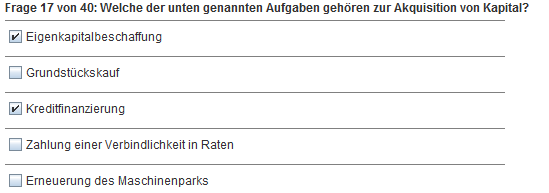 Frage 17 von 40: Welche der unten genannten Aufgaben gehören zur Akquisition von Kapital?
Eigenkapitalbeschaffung
Grundstückskauf
Kreditfinanzierung
Zahlung einer Verbindlichkeit in Raten
Erneuerung des Maschinenparks